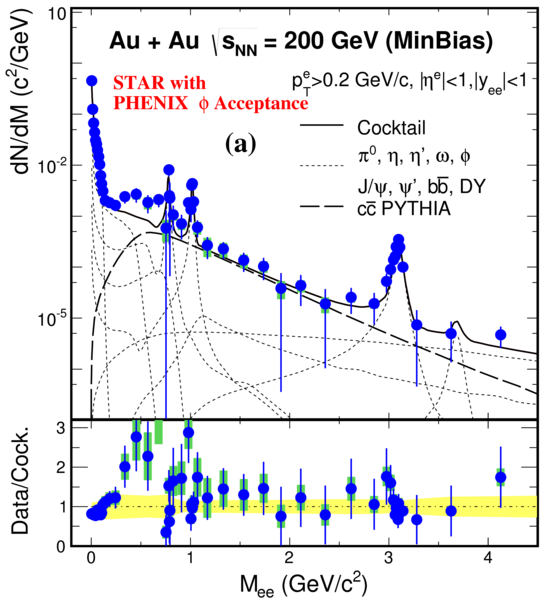 Au + Au √sNN = 200 GeV (MinBias)
STAR with
PHENIX ϕ Acceptance
p_T^e>0.2 GeV/c, |η^e|<1,|y_ee|<1
(a)
Cocktail
π⁰, η, η', ω, ϕ
J/ψ, ψ', bb̅, DY
cc̅ PYTHIA
dN/dM (c²/GeV)
10
10⁻²
10⁻⁵
Data/Cock.
3
2
1
0
0 1 2 3 4
M_ee (GeV/c²)